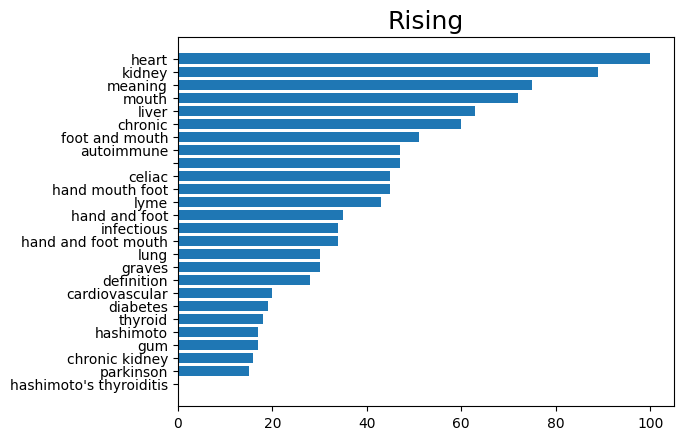 Rising
heart
kidney
meaning
mouth
liver
chronic
foot and mouth
autoimmune
celiac
hand mouth foot
lyme
hand and foot
infectious
hand and foot mouth
lung
graves
definition
cardiovascular
diabetes
thyroid
hashimoto
gum
chronic kidney
parkinson
hashimoto's thyroiditis
0 20 40 60 80 100